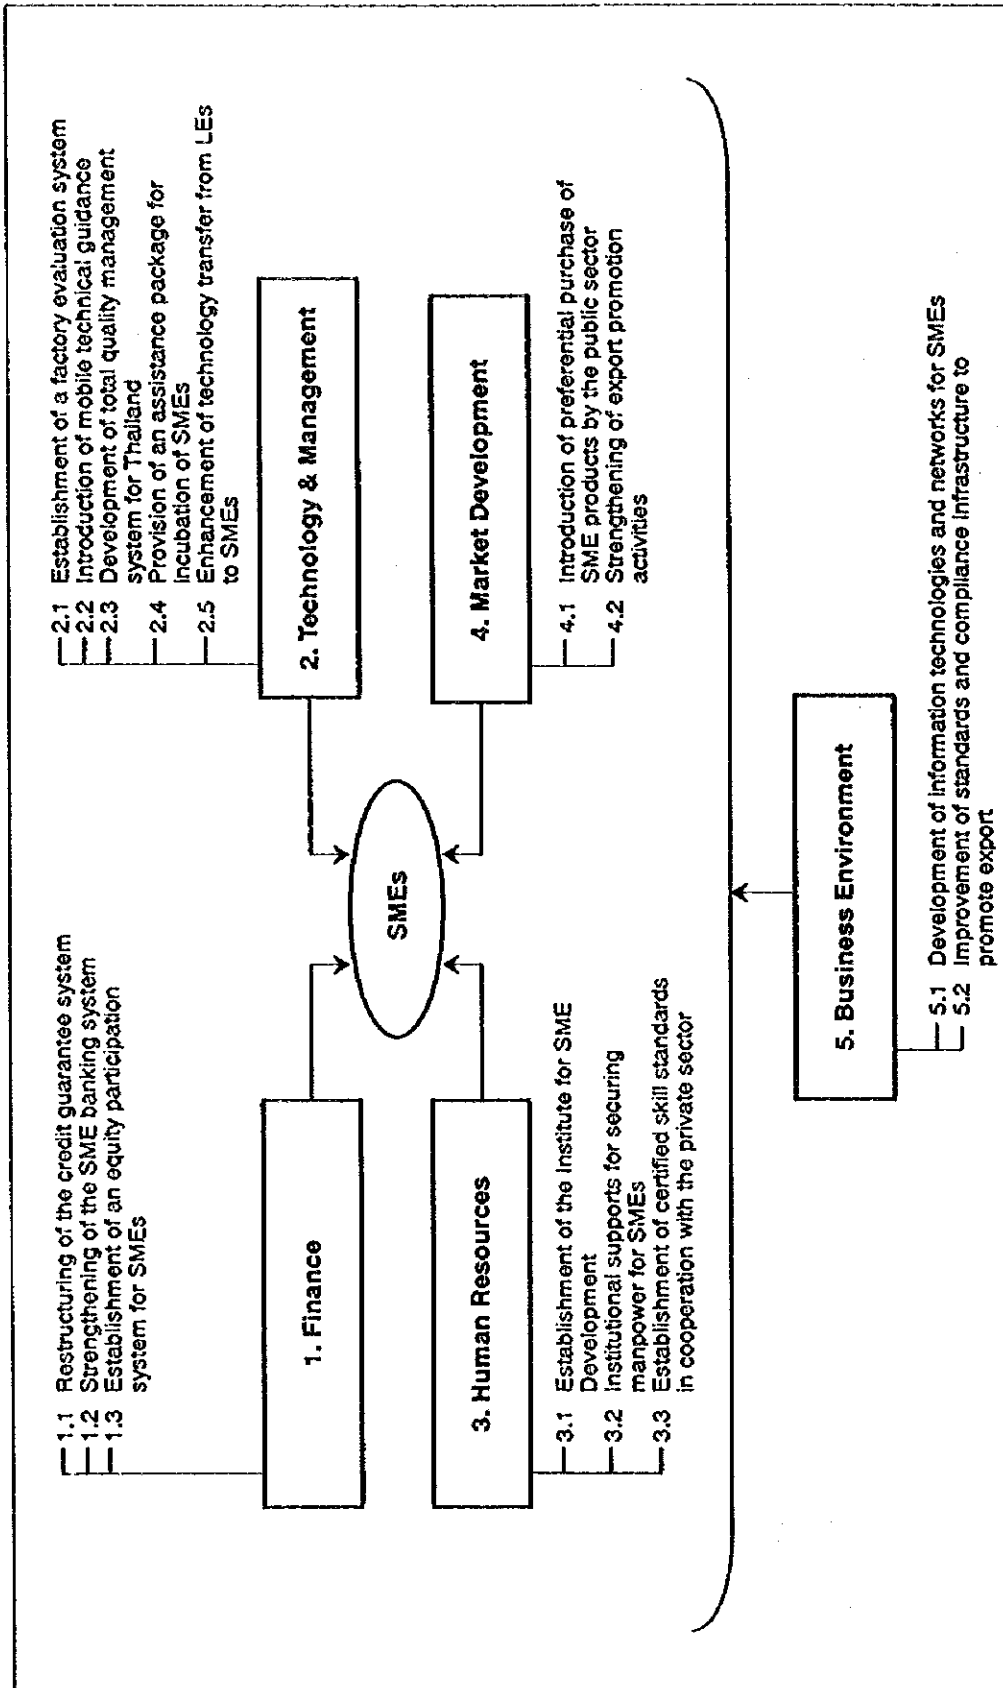 1.1 Restructuring of the credit guarantee system
1.2 Strengthening of the SME banking system
1.3 Establishment of an equity participation
system for SMEs
1. Finance
2.1 Establishment of a factory evaluation system
2.2 Introduction of mobile technical guidance
2.3 Development of total quality management
system for Thailand
2.4 Provision of an assistance package for
incubation of SMEs
2.5 Enhancement of technology transfer from LEs
to SMEs
2. Technology & Management
SMEs
3. Human Resources
3.1 Establishment of the Institute for SME
Development
3.2 Institutional supports for securing
manpower for SMEs
3.3 Establishment of certified skill standards
in cooperation with the private sector
4. Market Development
4.1 Introduction of preferential purchase of
SME products by the public sector
4.2 Strengthening of export promotion
activities
5. Business Environment
5.1 Development of information technologies and networks for SMEs
5.2 Improvement of standards and compliance infrastructure to
promote export